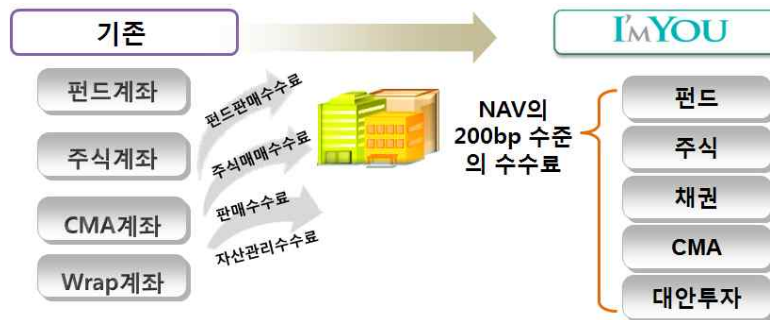 기존
I'MYOU
펀드계좌
주식계좌
CMA계좌
Wrap계좌
펀드판매수수료
주식매매수수료
판매수수료
자산관리수수료
NAV의
200bp 수준
의 수수료
펀드
주식
채권
CMA
대안투자